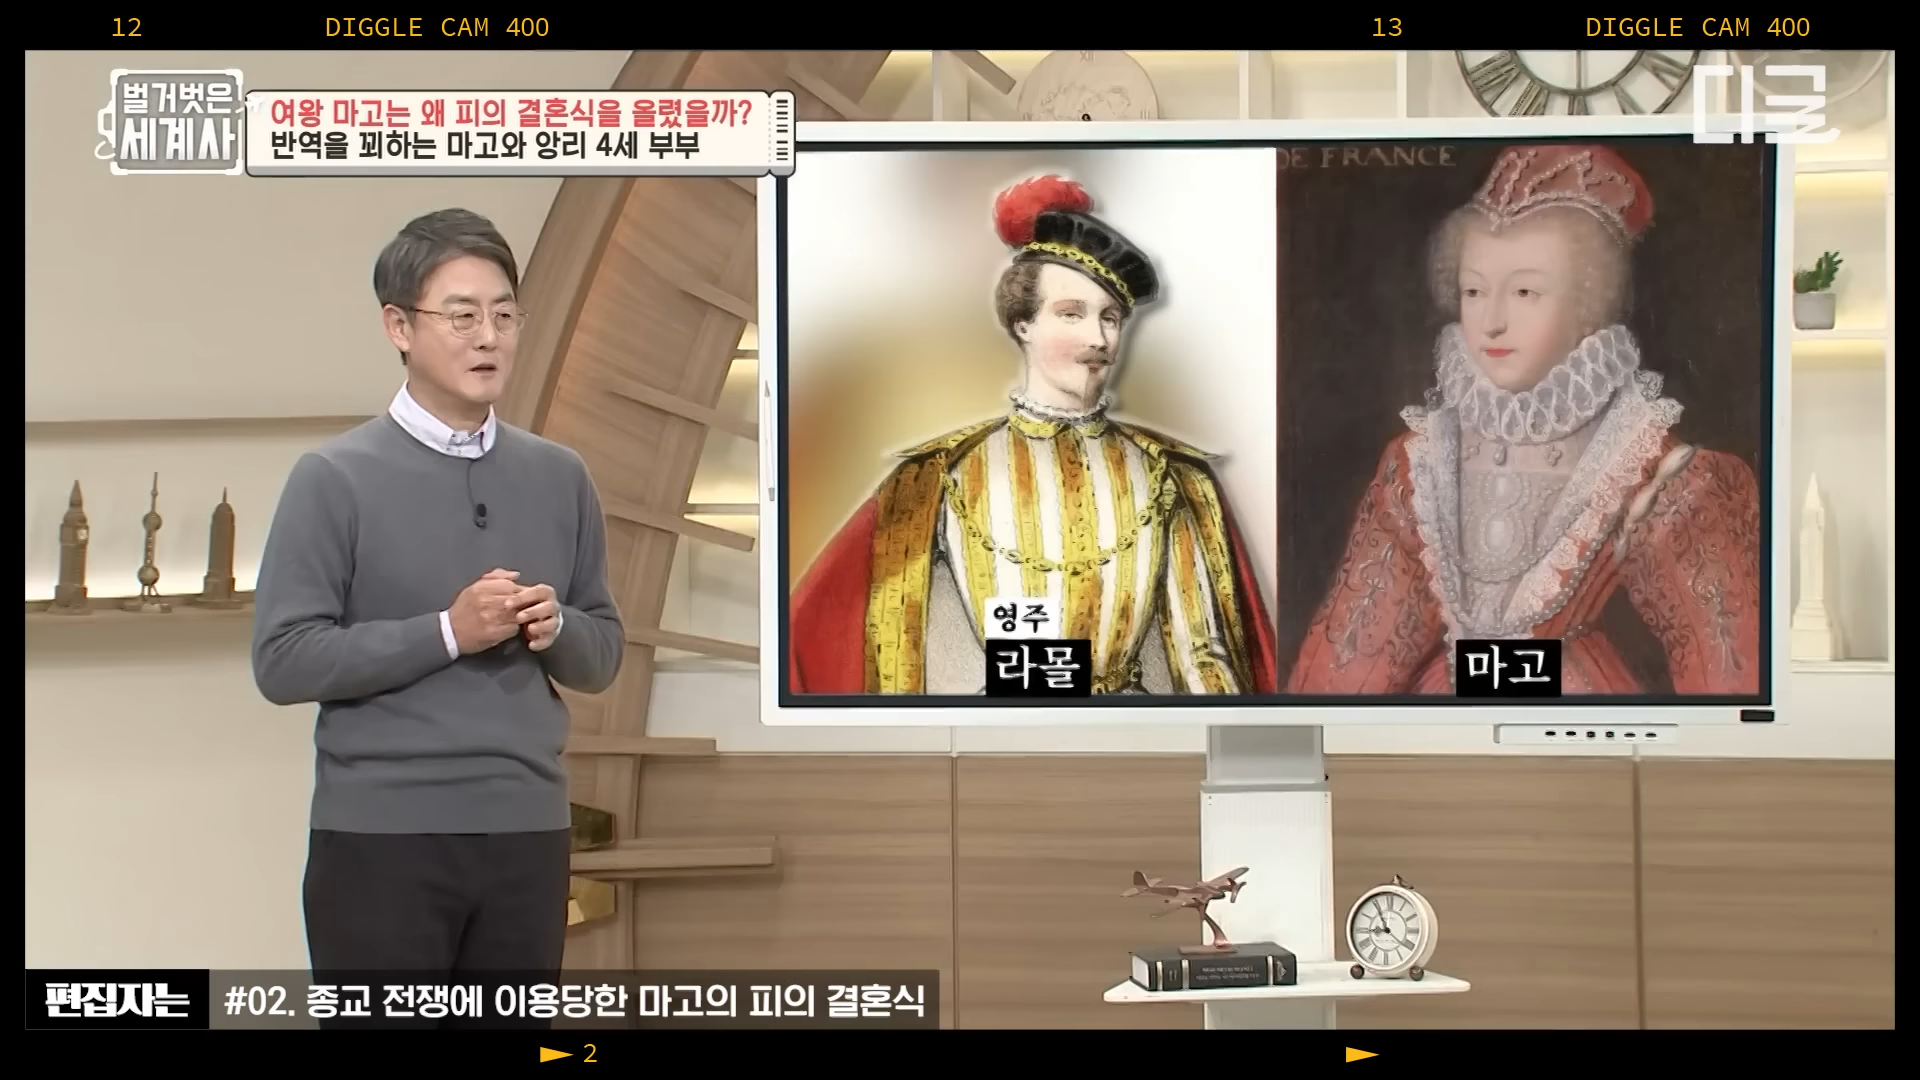 12
DIGGLE CAM 400
13
DIGGLE CAM 400
벌거벗은
세계사
여왕 마고는 왜 피의 결혼식을 올렸을까?
반역을 꾀하는 마고와 앙리 4세 부부
디글
DE FRANCE
영주
라몰
마고
편집자는
#02. 종교 전쟁에 이용당한 마고의 피의 결혼식
2